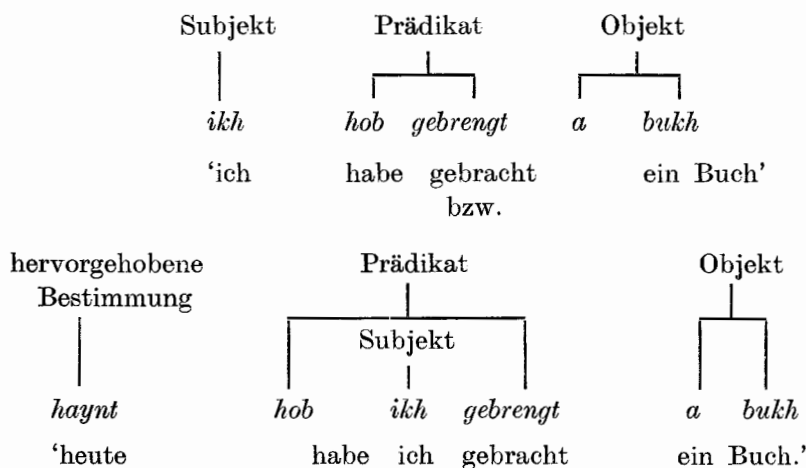 Subjekt Prädikat Objekt
ikh hob gebrengt a bukh
‘ich habe gebracht ein Buch’
bzw.
hervorgehobene Prädikat Objekt
Bestimmung
Subjekt
haynt hob ikh gebrengt a bukh
‘heute habe ich gebracht ein Buch.’